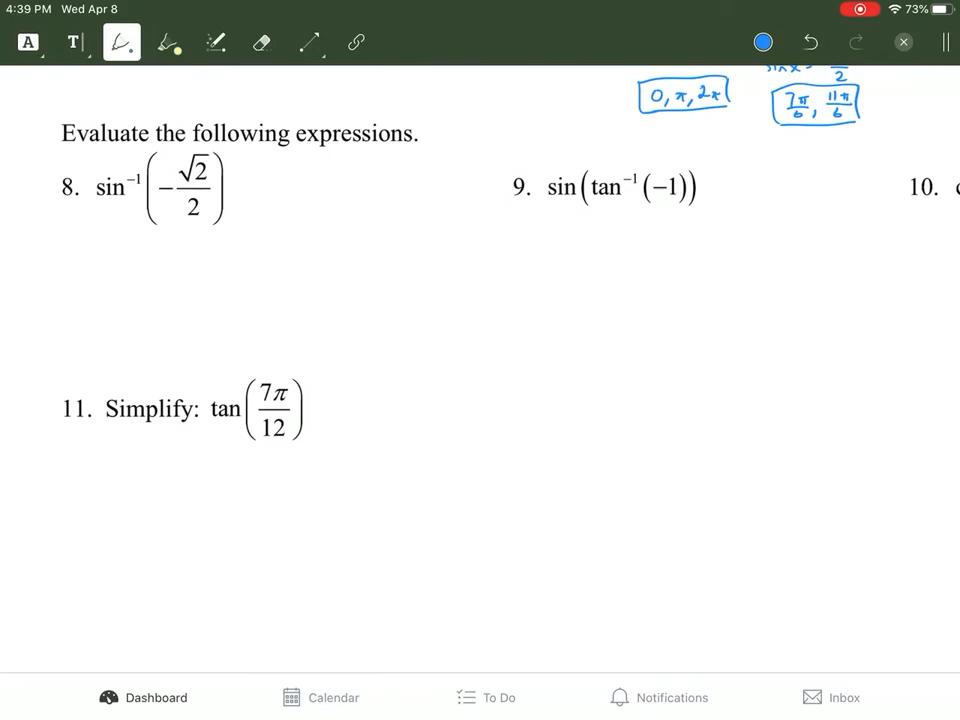 4:39 PM Wed Apr 8 73%
A T
2
0, π, 2π 7π/6, 11π/6
Evaluate the following expressions.
8. sin⁻¹(−√2/2) 9. sin(tan⁻¹(−1)) 10. c
11. Simplify: tan(7π/12)
Dashboard Calendar To Do Notifications Inbox